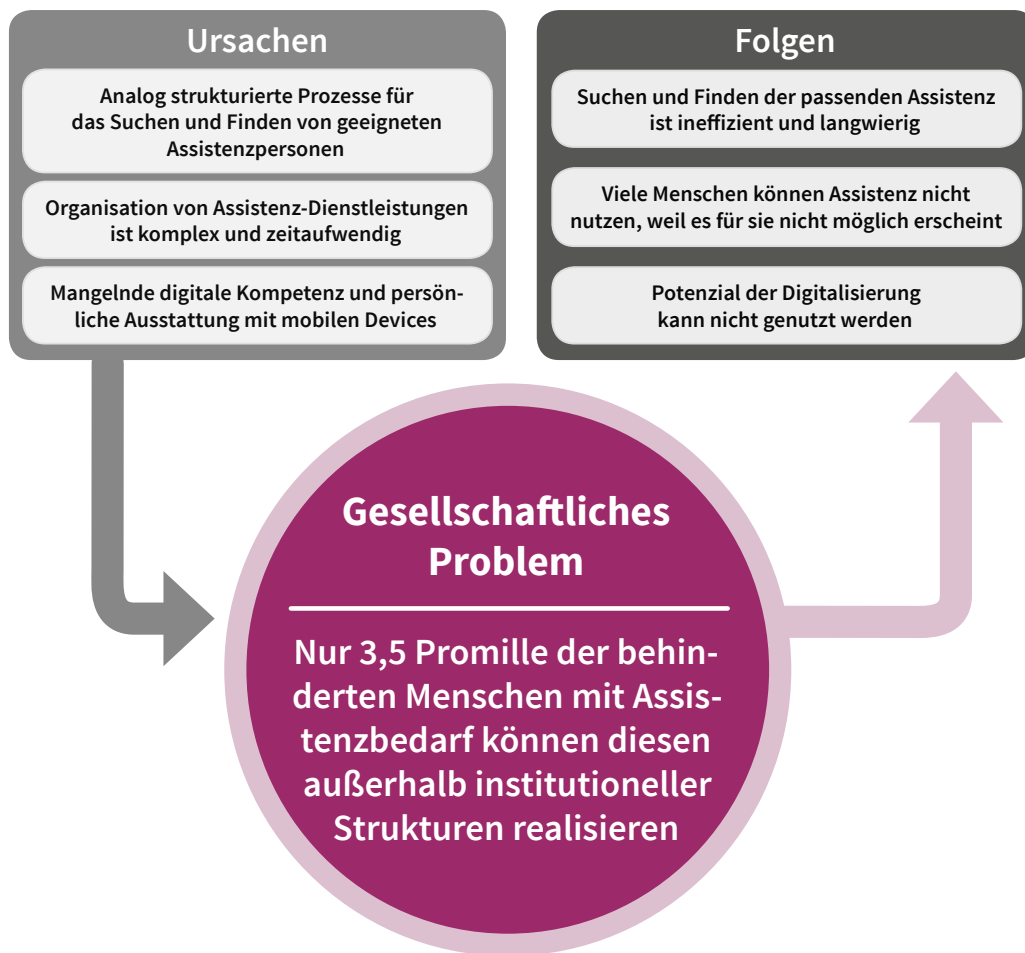 Ursachen
Analog strukturierte Prozesse für
das Suchen und Finden von geeigneten
Assistenzpersonen
Organisation von Assistenz-Dienstleistungen
ist komplex und zeitaufwendig
Mangelnde digitale Kompetenz und persön-
liche Ausstattung mit mobilen Devices
Folgen
Suchen und Finden der passenden Assistenz
ist ineffizient und langwierig
Viele Menschen können Assistenz nicht
nutzen, weil es für sie nicht möglich erscheint
Potenzial der Digitalisierung
kann nicht genutzt werden
Gesellschaftliches
Problem
Nur 3,5 Promille der behin-
derten Menschen mit Assis-
tenzbedarf können diesen
außerhalb institutioneller
Strukturen realisieren